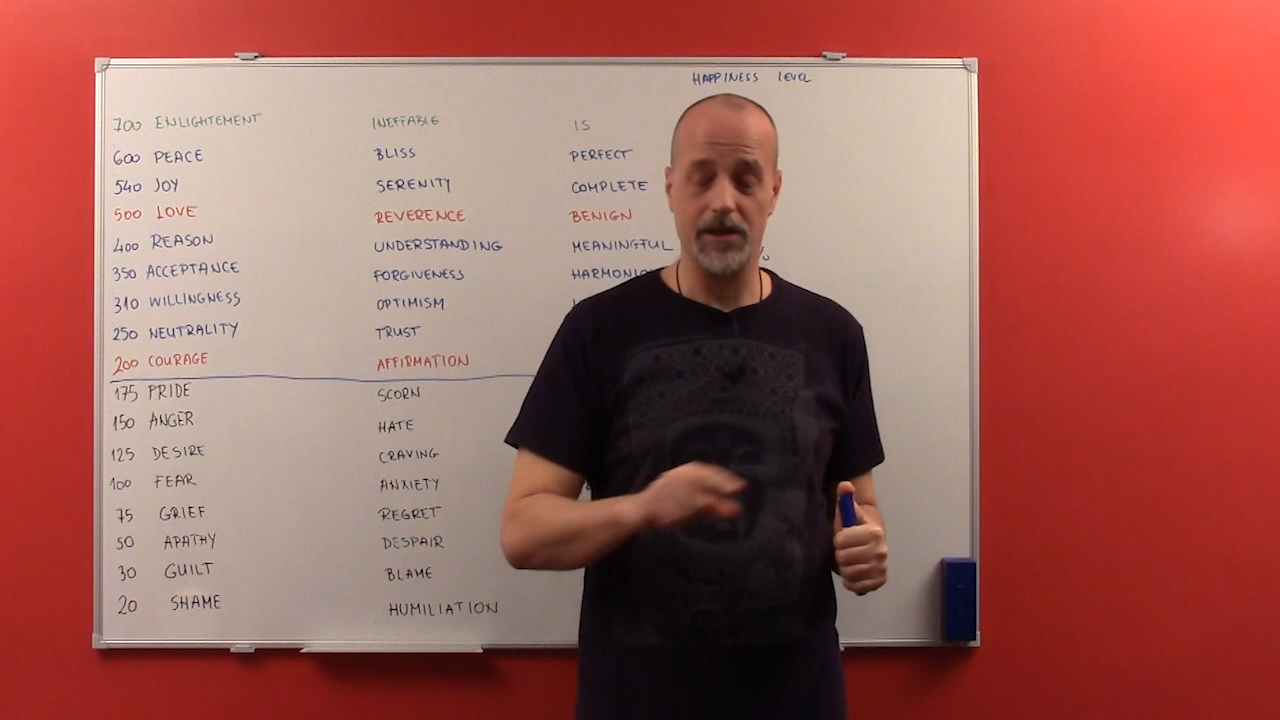 HAPPINESS LEVEL
700 ENLIGHTEMENT INEFFABLE IS
600 PEACE BLISS PERFECT
540 JOY SERENITY COMPLETE
500 LOVE REVERENCE BENIGN
400 REASON UNDERSTANDING MEANINGFUL %
350 ACCEPTANCE FORGIVENESS HARMONIO
310 WILLINGNESS OPTIMISM
250 NEUTRALITY TRUST
200 COURAGE AFFIRMATION
175 PRIDE SCORN
150 ANGER HATE
125 DESIRE CRAVING
100 FEAR ANXIETY
75 GRIEF REGRET
50 APATHY DESPAIR
30 GUILT BLAME
20 SHAME HUMILIATION